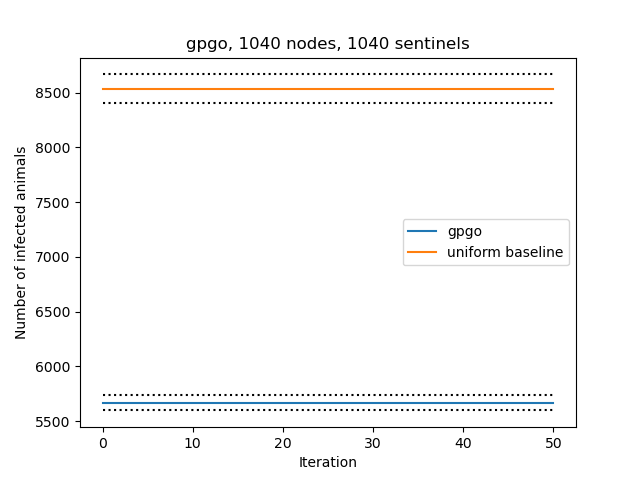 gpgo, 1040 nodes, 1040 sentinels
8500
8000
7500
7000
6500
6000
5500
Number of infected animals
gpgo
uniform baseline
0 10 20 30 40 50
Iteration